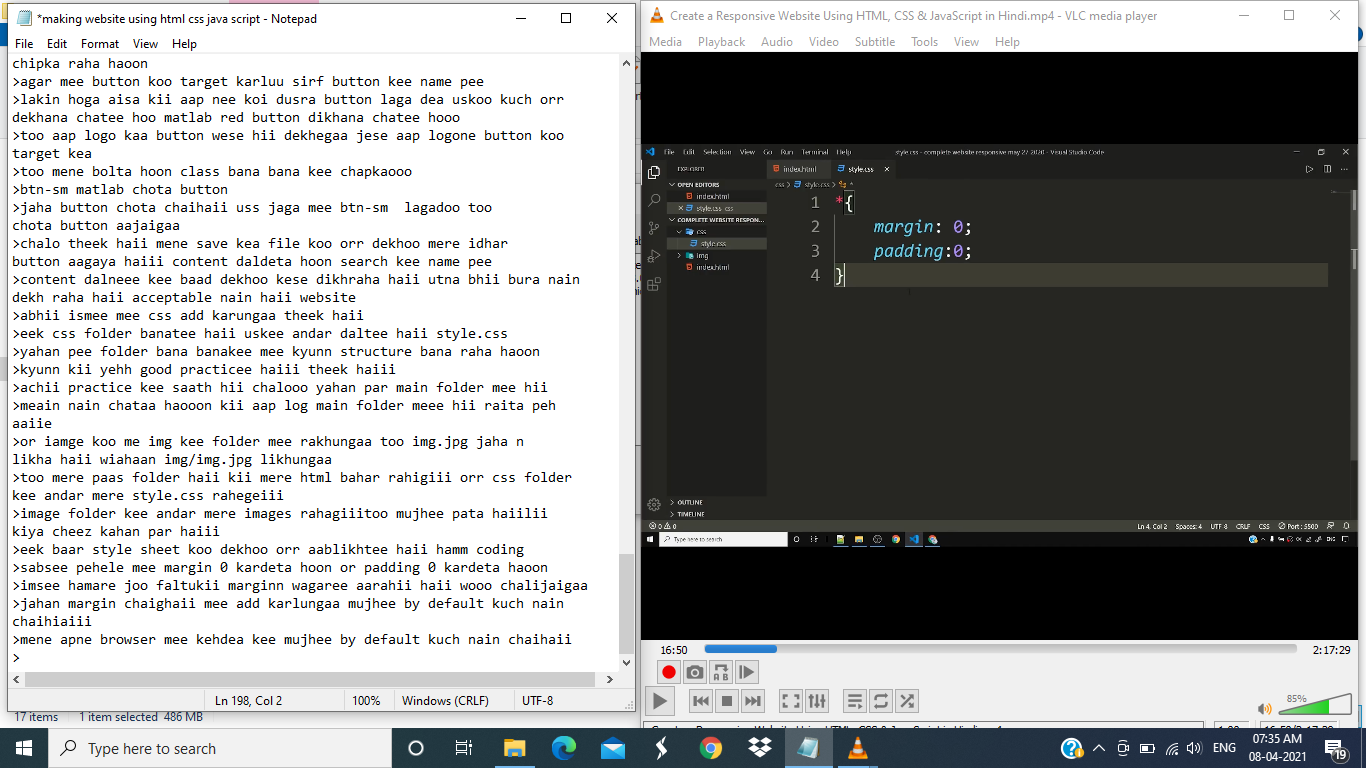 *making website using html css java script - Notepad
File Edit Format View Help
chipka raha haoon
>agar mee button koo target karluu sirf button kee name pee
>lakin hoga aisa kii aap nee koi dusra button laga dea uskoo kuch orr
dekhana chatee hoo matlab red button dikhana chatee hooo
>too aap logo kaa button wese hii dekhegaa jese aap logone button koo
target kea
>too mene bolta hoon class bana bana kee chapkaooo
>btn-sm matlab chota button
>jaha button chota chaihaii uss jaga mee btn-sm  lagadoo too
chota button aajaigaa
>chalo theek haii mene save kea file koo orr dekhoo mere idhar
button aagaya haiii content daldeta hoon search kee name pee
>content dalneee kee baad dekhoo kese dikhraha haii utna bhii bura nain
dekh raha haii acceptable nain haii website
>abhii ismee mee css add karungaa theek haii
>eek css folder banatee haii uskee andar daltee haii style.css
>yahan pee folder bana banakee mee kyunn structure bana raha haoon
>kyunn kii yehh good practicee haiii theek haiii
>achii practice kee saath hii chalooo yahan par main folder mee hii
>meain nain chataa haooon kii aap log main folder meee hii raita peh
aaiie
>or iamge koo me img kee folder mee rakhungaa too img.jpg jaha n
likha haii wiahaan img/img.jpg likhungaa
>too mere paas folder haii kii mere html bahar rahigiii orr css folder
kee andar mere style.css rahegeiii
>image folder kee andar mere images rahagiiitoo mujhee pata haiilii
kiya cheez kahan par haiii
>eek baar style sheet koo dekhoo orr aablikhtee haii hamm coding
>sabsee pehele mee margin 0 kardeta hoon or padding 0 kardeta haoon
>imsee hamare joo faltukii marginn wagaree aarahii haii wooo chalijaigaa
>jahan margin chaighaii mee add karlungaa mujhee by default kuch nain
chaihiaiii
>mene apne browser mee kehdea kee mujhee by default kuch nain chaihaii
>
Ln 198, Col 2 100% Windows (CRLF) UTF-8
17 items 1 item selected 486 MB
Create a Responsive Website Using HTML, CSS & JavaScript in Hindi.mp4 - VLC media player
Media Playback Audio Video Subtitle Tools View Help
File Edit Selection View Go Run Terminal Help style.css - complete website responsive may 27 2020 - Visual Studio Code
EXPLORER index.html style.css
css > style.css > *
OPEN EDITORS
index.html
style.css css
COMPLETE WEBSITE RESPON...
css
style.css
img
index.html
1 *{
2 margin: 0;
3 padding:0;
4 }
OUTLINE
TIMELINE
0 0 Ln 4, Col 2 Spaces: 4 UTF-8 CRLF CSS Port : 5500
Type here to search ENG
16:50 2:17:29
85%
Type here to search
ENG 07:35 AM
08-04-2021 19